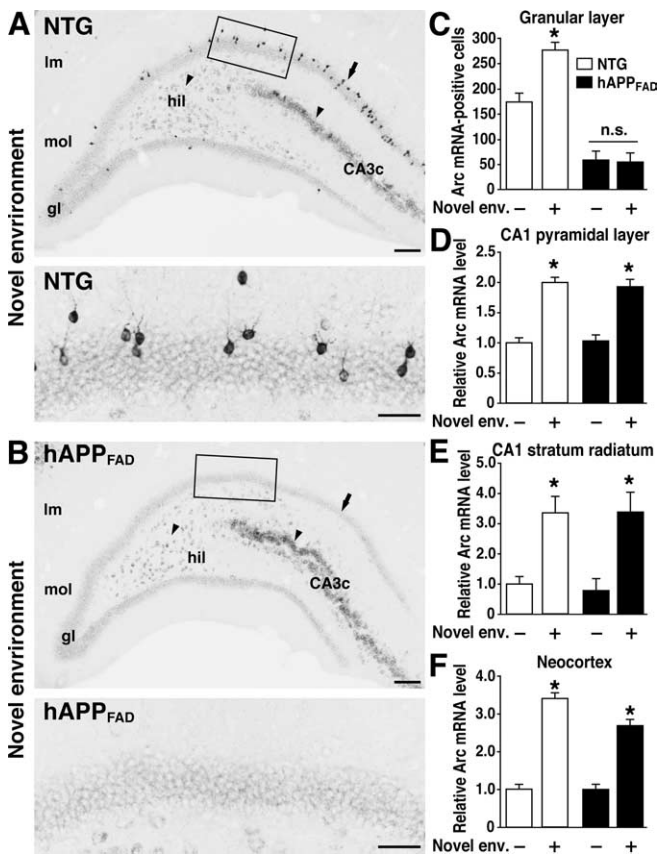 A
NTG
lm
hil
mol
CA3c
gl
Novel envrironment
NTG
B
hAPPFAD
lm
hil
mol
CA3c
gl
Novel envrironment
hAPPFAD
C
Granular layer
Arc mRNA-positive cells
300
250
200
150
100
50
0
*
n.s.
NTG
hAPPFAD
Novel env. – + – +
D
CA1 pyramidal layer
Relative Arc mRNA level
2.5
2.0
1.5
1.0
0.5
0
* *
Novel env. – + – +
E
CA1 stratum radiatum
Relative Arc mRNA level
5.0
4.0
3.0
2.0
1.0
0
* *
Novel env. – + – +
F
Neocortex
Relative Arc mRNA level
4.0
3.0
2.0
1.0
0
* *
Novel env. – + – +